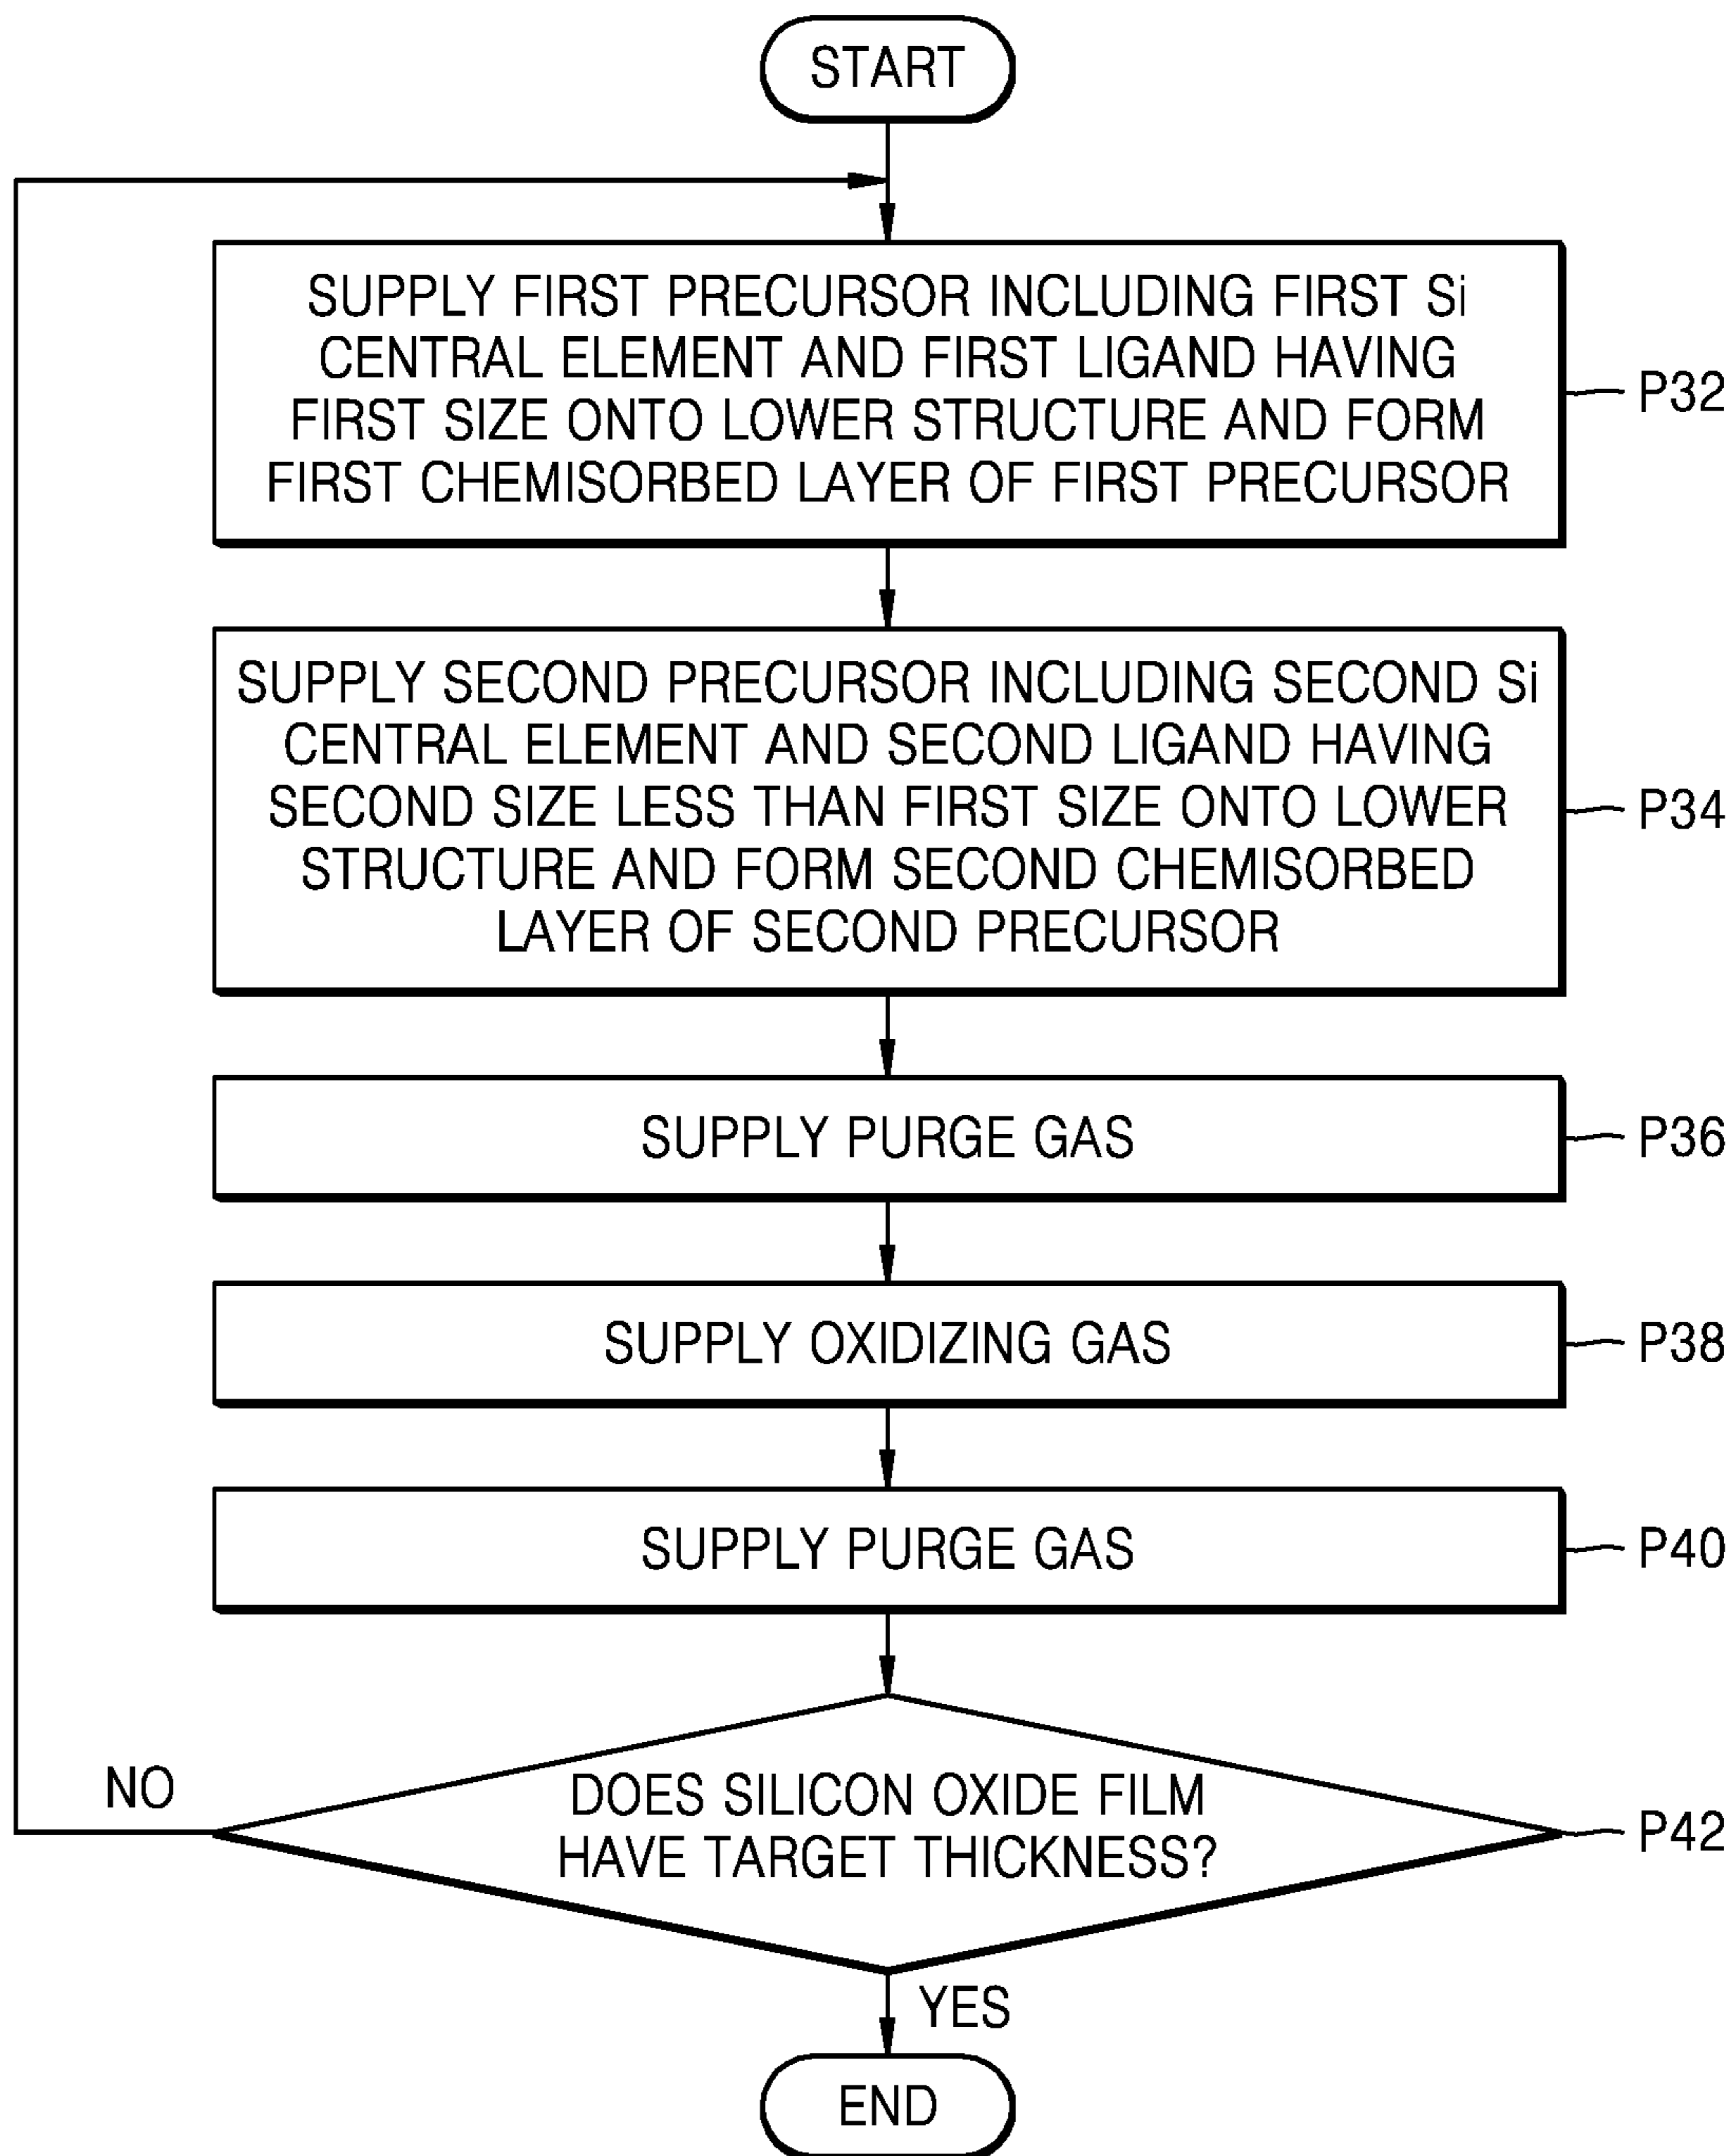 START
SUPPLY FIRST PRECURSOR INCLUDING FIRST Si
CENTRAL ELEMENT AND FIRST LIGAND HAVING
FIRST SIZE ONTO LOWER STRUCTURE AND FORM
FIRST CHEMISORBED LAYER OF FIRST PRECURSOR
P32
SUPPLY SECOND PRECURSOR INCLUDING SECOND Si
CENTRAL ELEMENT AND SECOND LIGAND HAVING
SECOND SIZE LESS THAN FIRST SIZE ONTO LOWER
STRUCTURE AND FORM SECOND CHEMISORBED
LAYER OF SECOND PRECURSOR
P34
SUPPLY PURGE GAS
P36
SUPPLY OXIDIZING GAS
P38
SUPPLY PURGE GAS
P40
NO
DOES SILICON OXIDE FILM
HAVE TARGET THICKNESS?
P42
YES
END